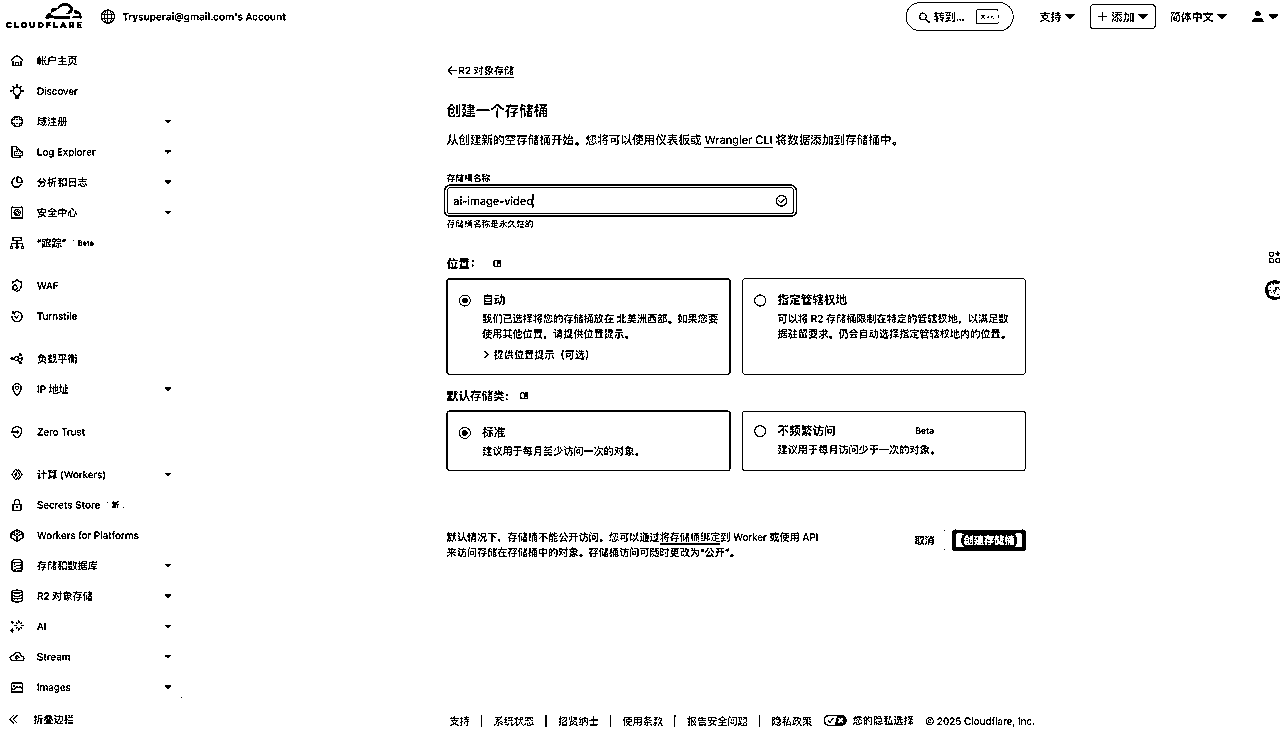 CLOUDFLARE
Trysuperai@gmail.com's Account
转到...
支持
+ 添加
简体中文
帐户主页
Discover
域注册
Log Explorer
分析和日志
安全中心
"跟踪" Beta
WAF
Turnstile
负载平衡
IP 地址
Zero Trust
计算 (Workers)
Secrets Store 新
Workers for Platforms
存储和数据库
R2 对象存储
AI
Stream
Images
折叠边栏
←R2 对象存储
创建一个存储桶
从创建新的空存储桶开始。您将可以使用仪表板或 Wrangler CLI 将数据添加到存储桶中。
存储桶名称
ai-image-video
存储桶名称是永久性的
位置：
自动
我们已选择将您的存储桶放在 北美洲西部。如果您要
使用其他位置，请提供位置提示。
提供位置提示（可选）
指定管辖权地
可以将 R2 存储桶限制在特定的管辖权地，以满足数
据驻留要求。仍会自动选择指定管辖权地内的位置。
默认存储类：
标准
建议用于每月至少访问一次的对象。
不频繁访问 Beta
建议用于每月访问少于一次的对象。
默认情况下，存储桶不能公开访问。您可以通过将存储桶绑定到 Worker 或使用 API
来访问存储在存储桶中的对象。存储桶访问可随时更改为"公开"。
取消
创建存储桶
支持 | 系统状态 | 招贤纳士 | 使用条款 | 报告安全问题 | 隐私政策 您的隐私选择 © 2025 Cloudflare, Inc.